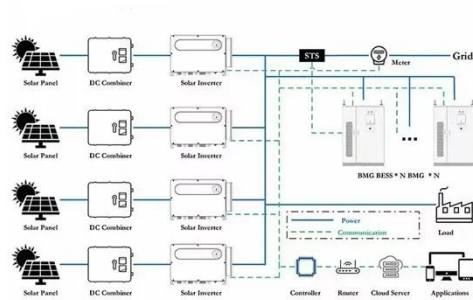 STS
Meter
Grid
Solar Panel
DC Combiner
Solar Inverter
Solar Panel
DC Combiner
Solar Inverter
BMG BESS * N BMG * N
Solar Panel
DC Combiner
Solar Inverter
Power
Communication
Load
Solar Panel
DC Combiner
Solar Inverter
Controller
Router
Cloud Server
Applications